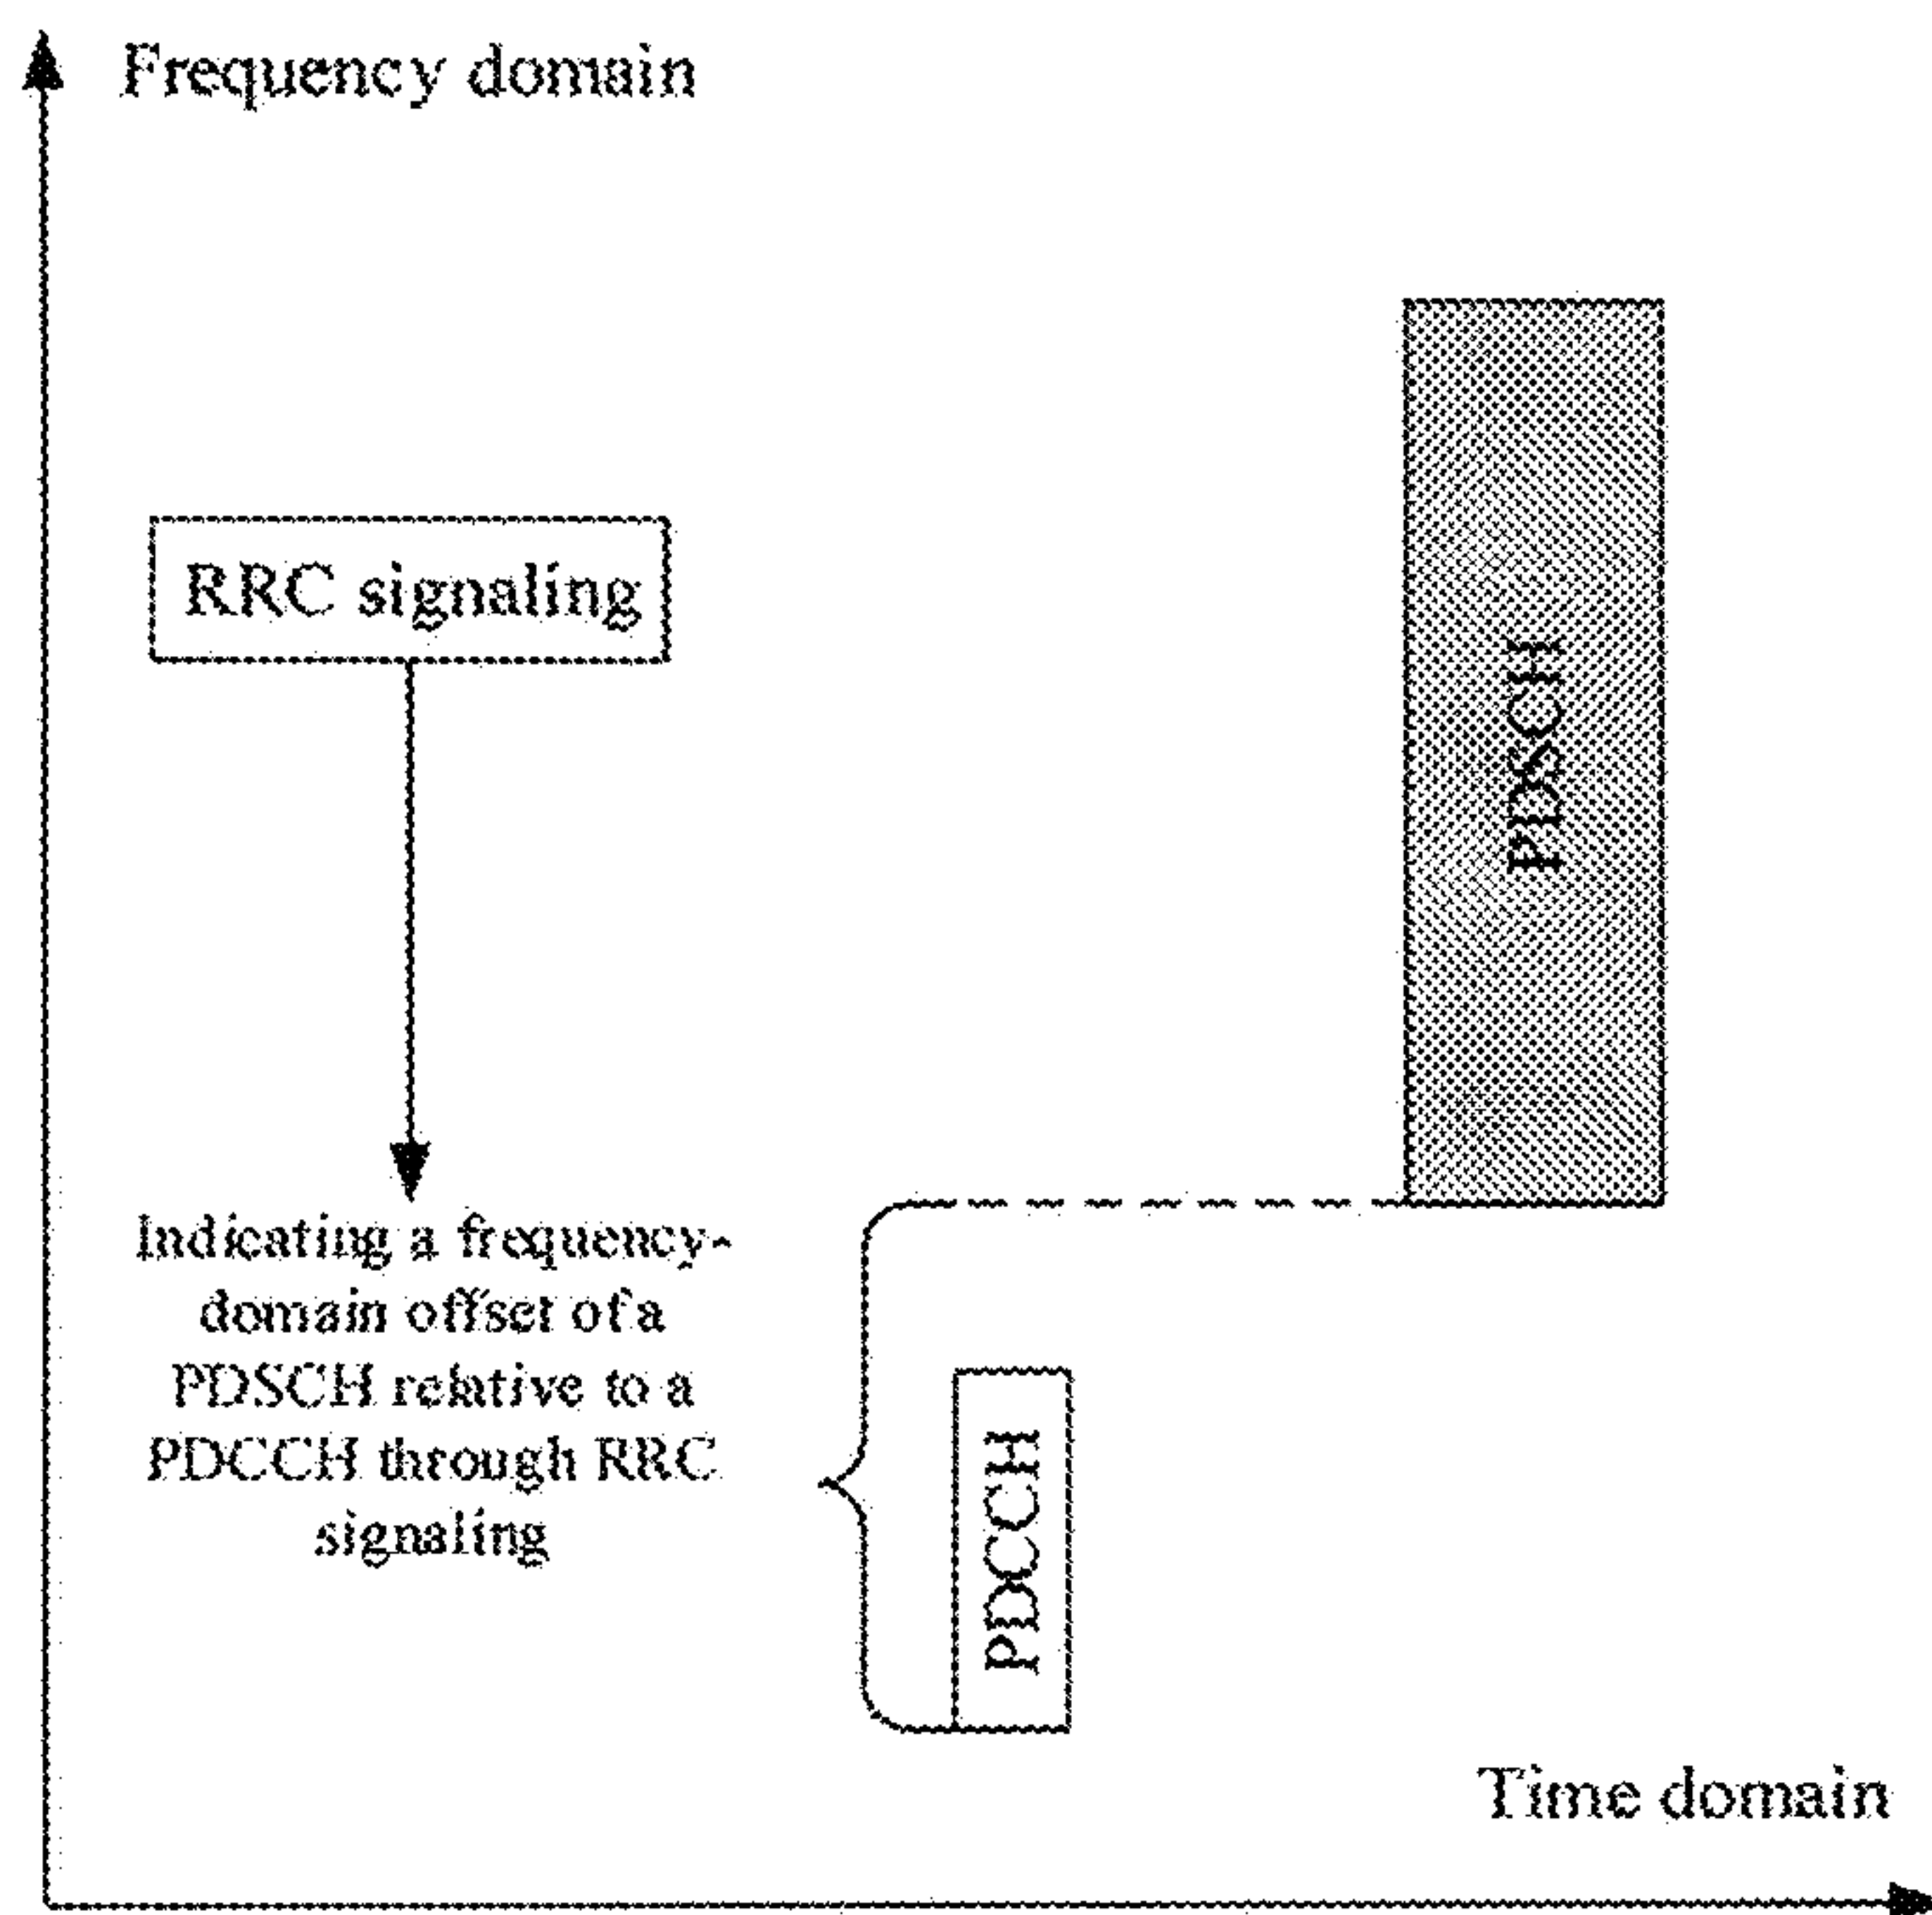 Frequency domain
RRC signaling
PDSCH
Indicating a frequency-
domain offset of a
PDSCH relative to a
PDCCH through RRC
signaling
PDCCH
Time domain